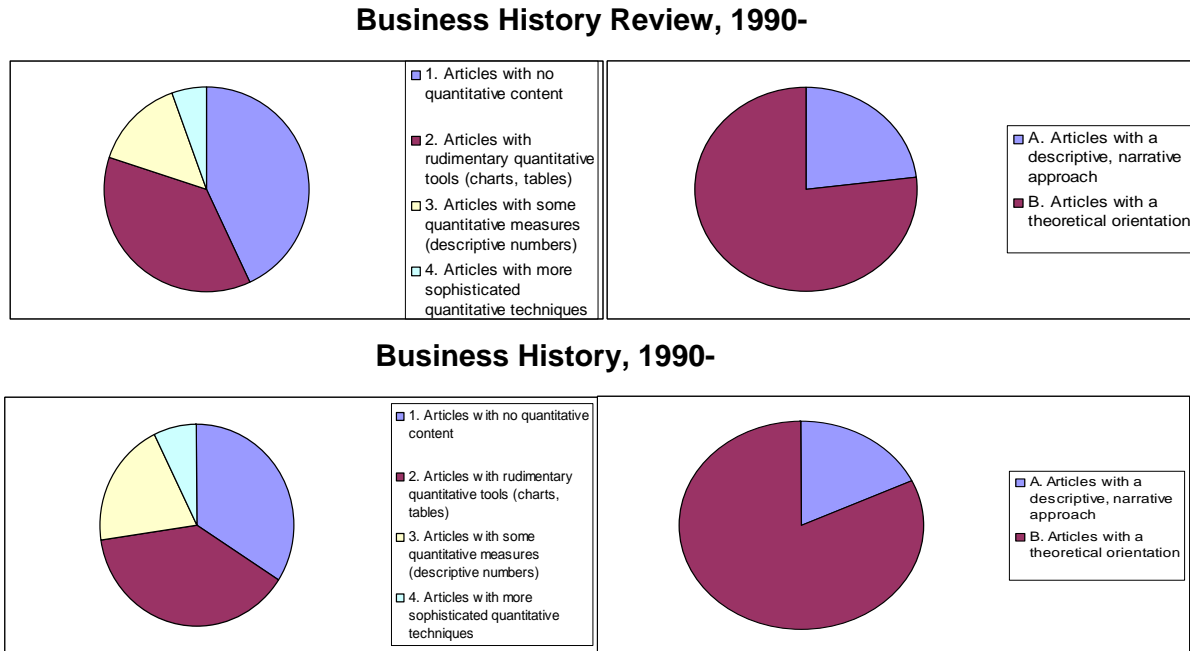 Business History Review, 1990-
1. Articles with no
quantitative content
2. Articles with
rudimentary quantitative
tools (charts, tables)
3. Articles with some
quantitative measures
(descriptive numbers)
4. Articles with more
sophisticated
quantitative techniques
A. Articles with a
descriptive, narrative
approach
B. Articles with a
theoretical orientation
Business History, 1990-
1. Articles with no quantitative
content
2. Articles with rudimentary
quantitative tools (charts,
tables)
3. Articles with some
quantitative measures
(descriptive numbers)
4. Articles with more
sophisticated quantitative
techniques
A. Articles with a
descriptive, narrative
approach
B. Articles with a
theoretical orientation